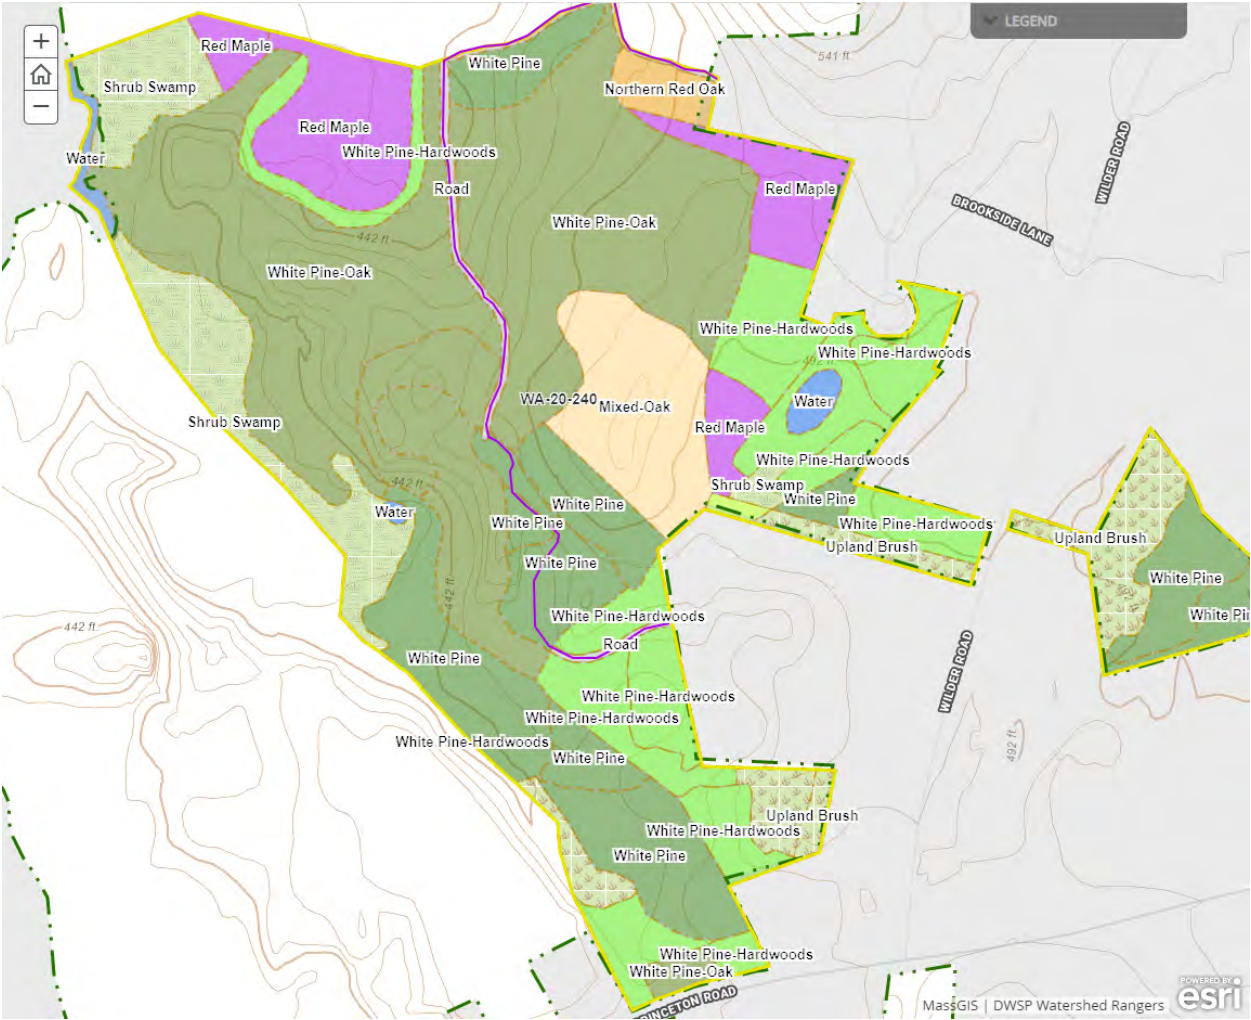 LEGEND
Red Maple
White Pine
541 ft
Shrub Swamp
Northern Red Oak
Red Maple
White Pine-Hardwoods
Water
Road
Red Maple
WILDER ROAD
BROOKSIDE LANE
White Pine-Oak
442 ft
White Pine-Oak
White Pine-Hardwoods
White Pine-Hardwoods
WA-20-240
Mixed-Oak
Water
Shrub Swamp
Red Maple
White Pine-Hardwoods
442 ft
Shrub Swamp
White Pine
White Pine
Water
White Pine
White Pine-Hardwoods
Upland Brush
Upland Brush
White Pine
White Pine
442 ft
White Pine-Hardwoods
White Pin
442 ft
Road
White Pine
WILDER ROAD
White Pine-Hardwoods
White Pine-Hardwoods
White Pine-Hardwoods
492 ft
White Pine
Upland Brush
White Pine-Hardwoods
White Pine
White Pine-Hardwoods
White Pine-Oak
RINCETON ROAD
MassGIS | DWSP Watershed Rangers
POWERED BY
esri